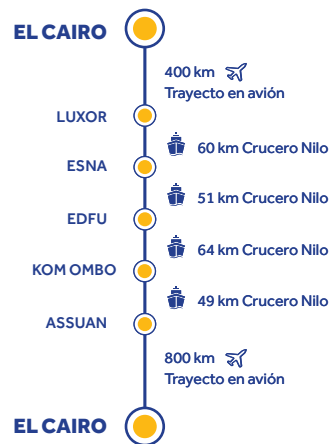 EL CAIRO
400 km
Trayecto en avión
LUXOR
60 km Crucero Nilo
ESNA
51 km Crucero Nilo
EDFU
64 km Crucero Nilo
KOM OMBO
49 km Crucero Nilo
ASSUAN
800 km
Trayecto en avión
EL CAIRO